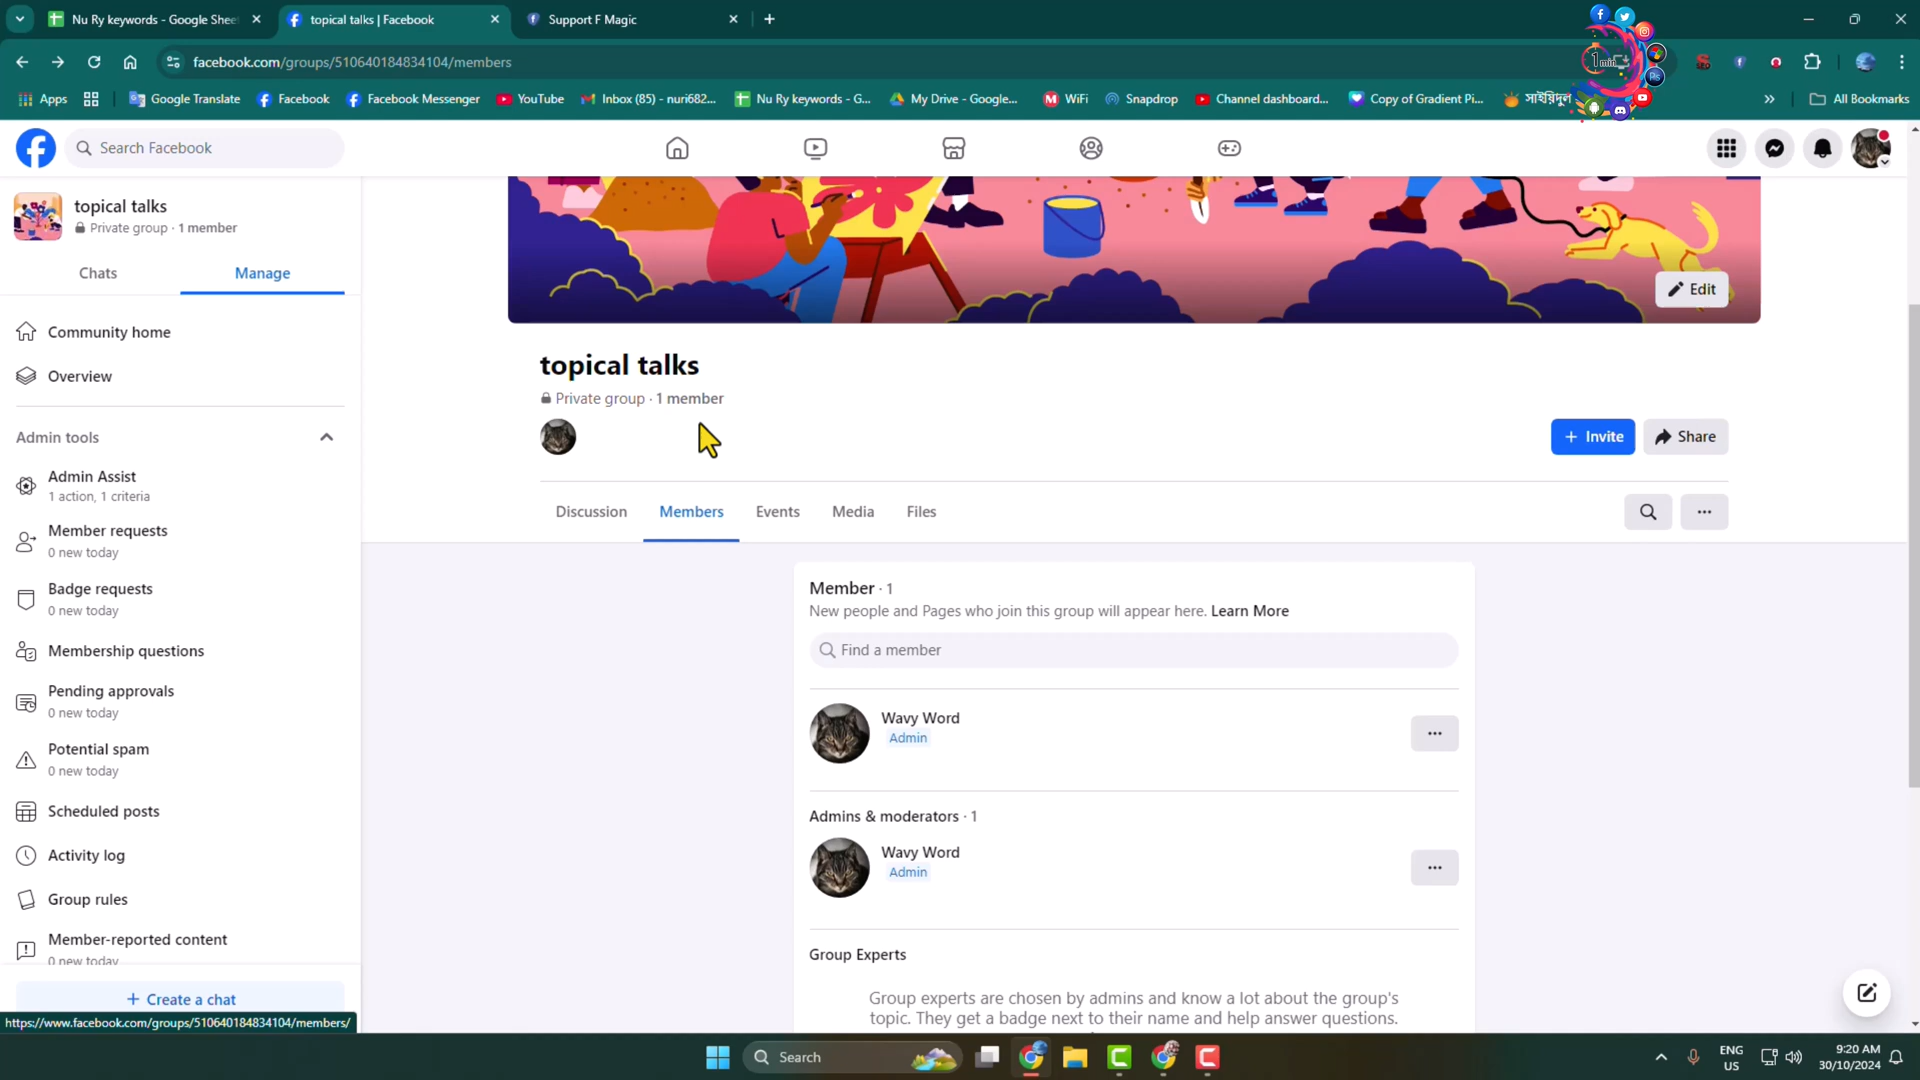 Nu Ry keywords - Google Shee
topical talks | Facebook
Support F Magic
facebook.com/groups/510640184834104/members
1min
Apps
Google Translate
Facebook
Facebook Messenger
YouTube
Inbox (85) - nuri682...
Nu Ry keywords - G...
My Drive - Google...
WiFi
Snapdrop
Channel dashboard...
Copy of Gradient Pi...
সাইয়িদুল
All Bookmarks
Search Facebook
topical talks
Private group · 1 member
Chats
Manage
Community home
Overview
Admin tools
Admin Assist
1 action, 1 criteria
Member requests
0 new today
Badge requests
0 new today
Membership questions
Pending approvals
0 new today
Potential spam
0 new today
Scheduled posts
Activity log
Group rules
Member-reported content
0 new today
+ Create a chat
https://www.facebook.com/groups/510640184834104/members/
Edit
topical talks
Private group · 1 member
+ Invite
Share
Discussion
Members
Events
Media
Files
Member · 1
New people and Pages who join this group will appear here. Learn More
Find a member
Wavy Word
Admin
Admins & moderators · 1
Wavy Word
Admin
Group Experts
Group experts are chosen by admins and know a lot about the group's
topic. They get a badge next to their name and help answer questions.
Search
ENG
US
9:20 AM
30/10/2024